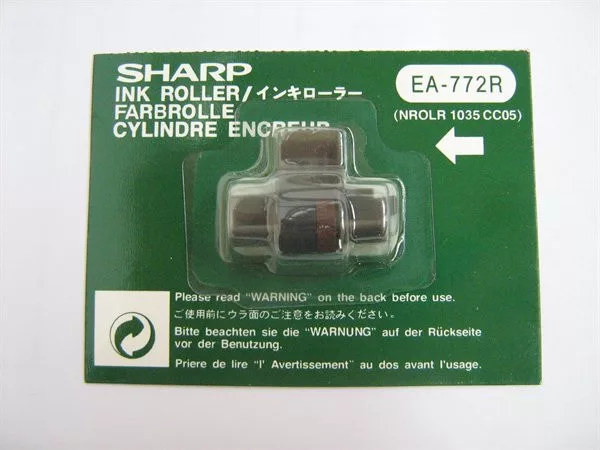 SHARP
INK ROLLER/インキローラー
FARBROLLE
CYLINDRE ENCREUR
EA-772R
(NROLR 1035 CC05)
Please read "WARNING" on the back before use.
ご使用前にウラ面のご注意をお読みください。
Bitte beachten sie die "WARNUNG" auf der Rückseite
vor der Benutzung.
Priere de lire "l' Avertissement" au dos avant l'usage.